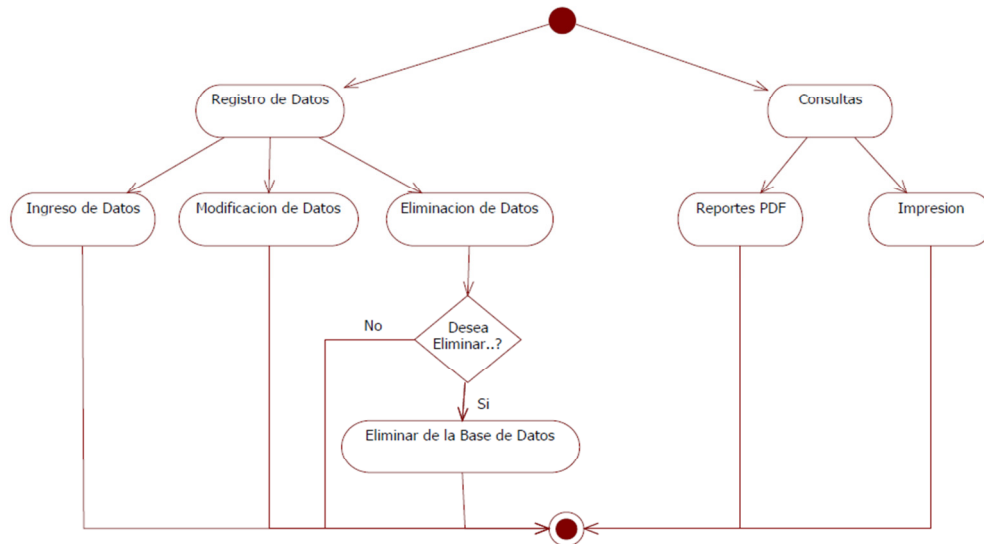 Registro de Datos
Consultas
Ingreso de Datos
Modificacion de Datos
Eliminacion de Datos
Reportes PDF
Impresion
No
Desea
Eliminar..?
Si
Eliminar de la Base de Datos